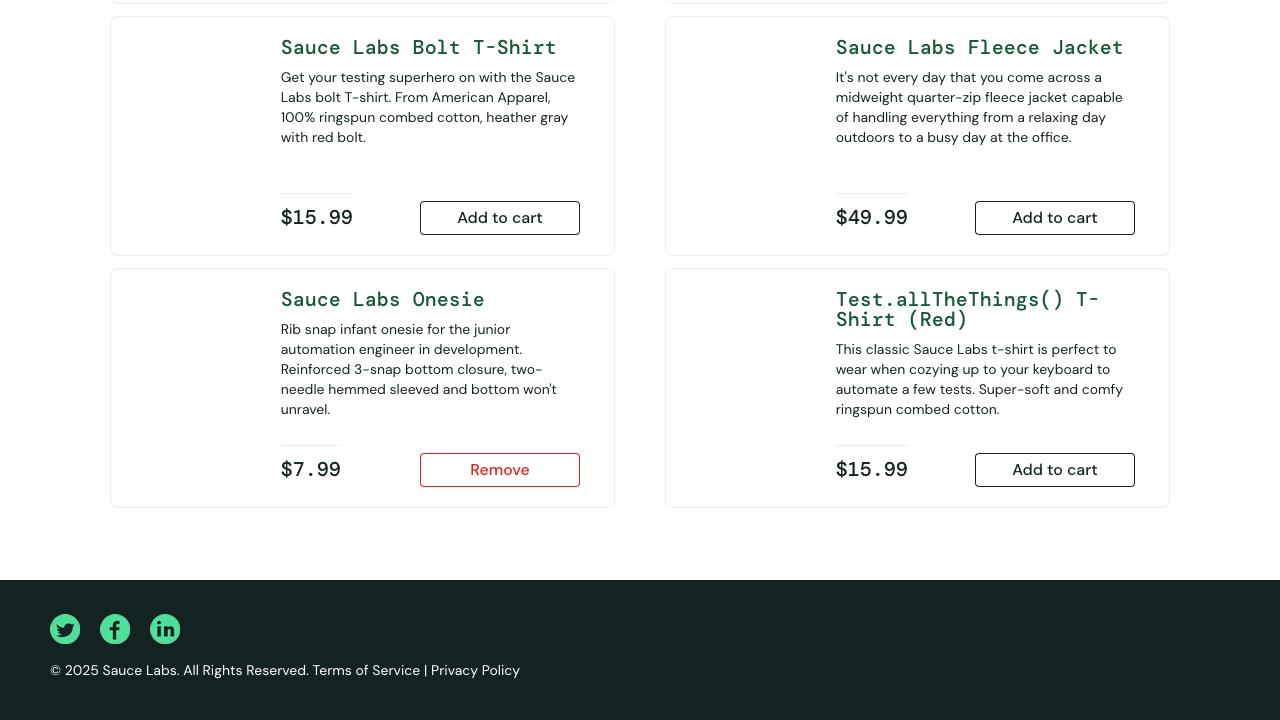 Sauce Labs Bolt T-Shirt
Get your testing superhero on with the Sauce
Labs bolt T-shirt. From American Apparel,
100% ringspun combed cotton, heather gray
with red bolt.
$15.99
Add to cart
Sauce Labs Fleece Jacket
It's not every day that you come across a
midweight quarter-zip fleece jacket capable
of handling everything from a relaxing day
outdoors to a busy day at the office.
$49.99
Add to cart
Sauce Labs Onesie
Rib snap infant onesie for the junior
automation engineer in development.
Reinforced 3-snap bottom closure, two-
needle hemmed sleeved and bottom won't
unravel.
$7.99
Remove
Test.allTheThings() T-
Shirt (Red)
This classic Sauce Labs t-shirt is perfect to
wear when cozying up to your keyboard to
automate a few tests. Super-soft and comfy
ringspun combed cotton.
$15.99
Add to cart
© 2025 Sauce Labs. All Rights Reserved. Terms of Service | Privacy Policy